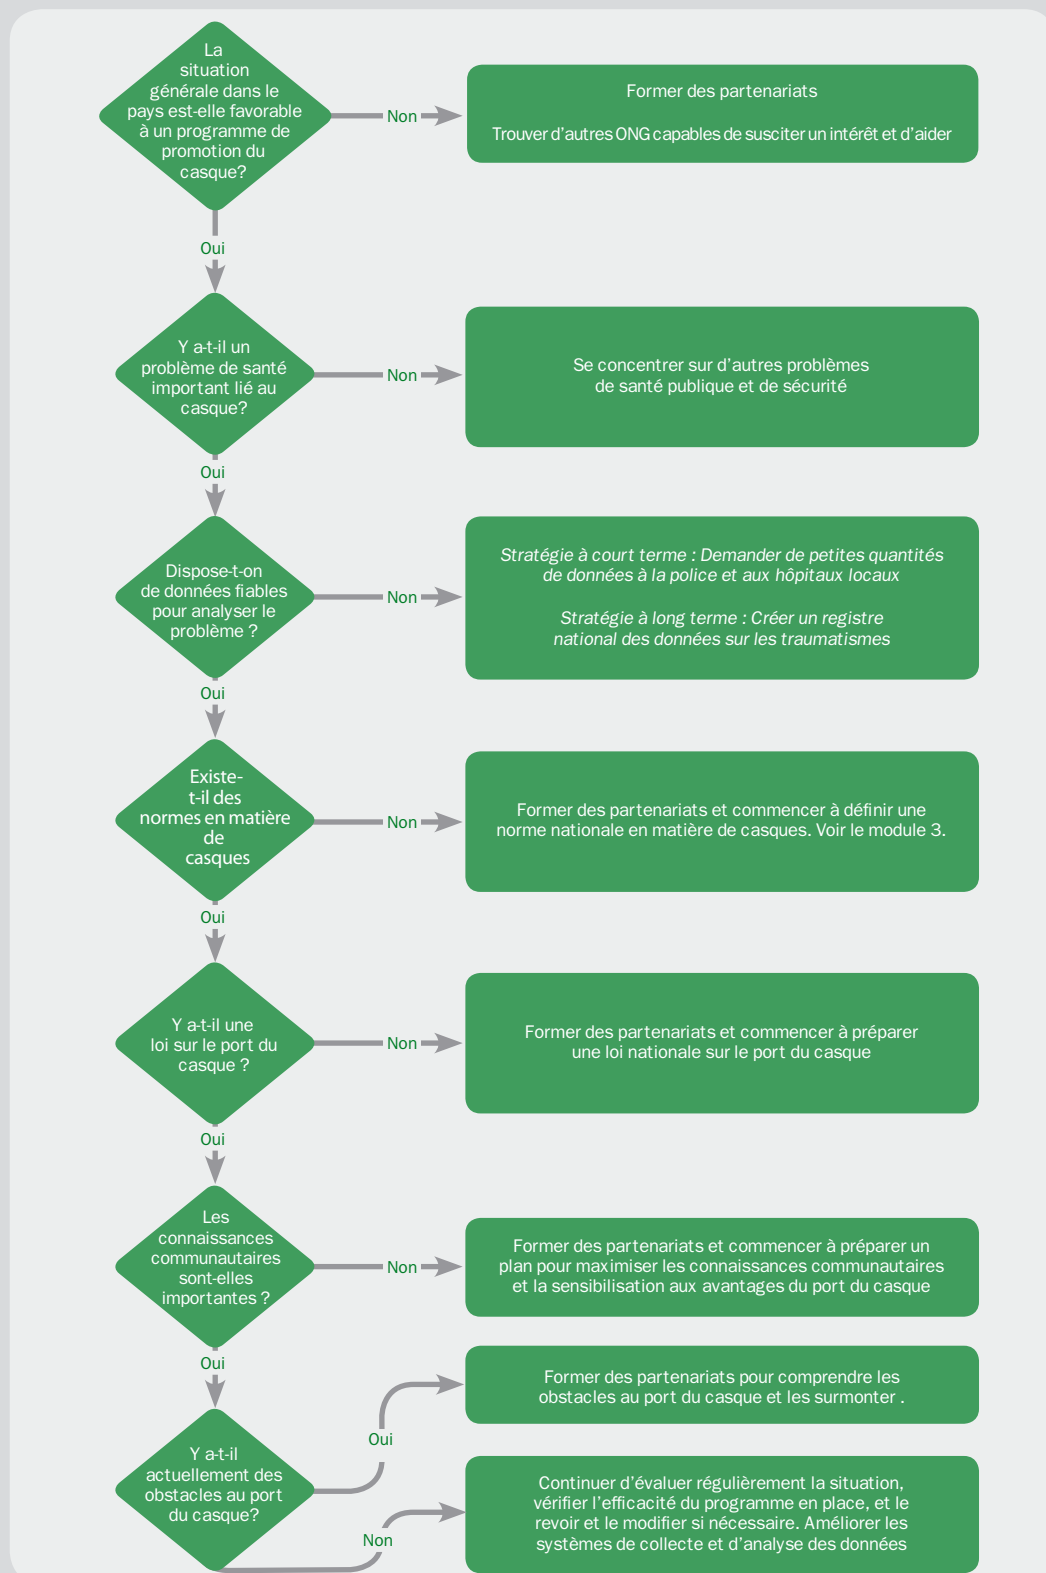 La
situation
générale dans le
pays est-elle favorable
à un programme de
promotion du
casque?
Non
Former des partenariats
Trouver d'autres ONG capables de susciter un intérêt et d'aider
Oui
Y a-t-il un
problème de santé
important lié au
casque?
Non
Se concentrer sur d'autres problèmes
de santé publique et de sécurité
Oui
Dispose-t-on
de données fiables
pour analyser le
problème ?
Non
Stratégie à court terme : Demander de petites quantités
de données à la police et aux hôpitaux locaux
Stratégie à long terme : Créer un registre
national des données sur les traumatismes
Oui
Existe-
t-il des
normes en matière
de
casques
Non
Former des partenariats et commencer à définir une
norme nationale en matière de casques. Voir le module 3.
Oui
Y a-t-il une
loi sur le port du
casque ?
Non
Former des partenariats et commencer à préparer
une loi nationale sur le port du casque
Oui
Les
connaissances
communautaires
sont-elles
importantes ?
Non
Former des partenariats et commencer à préparer un
plan pour maximiser les connaissances communautaires
et la sensibilisation aux avantages du port du casque
Oui
Y a-t-il
actuellement des
obstacles au port
du casque?
Oui
Former des partenariats pour comprendre les
obstacles au port du casque et les surmonter .
Non
Continuer d'évaluer régulièrement la situation,
vérifier l'efficacité du programme en place, et le
revoir et le modifier si nécessaire. Améliorer les
systèmes de collecte et d'analyse des données